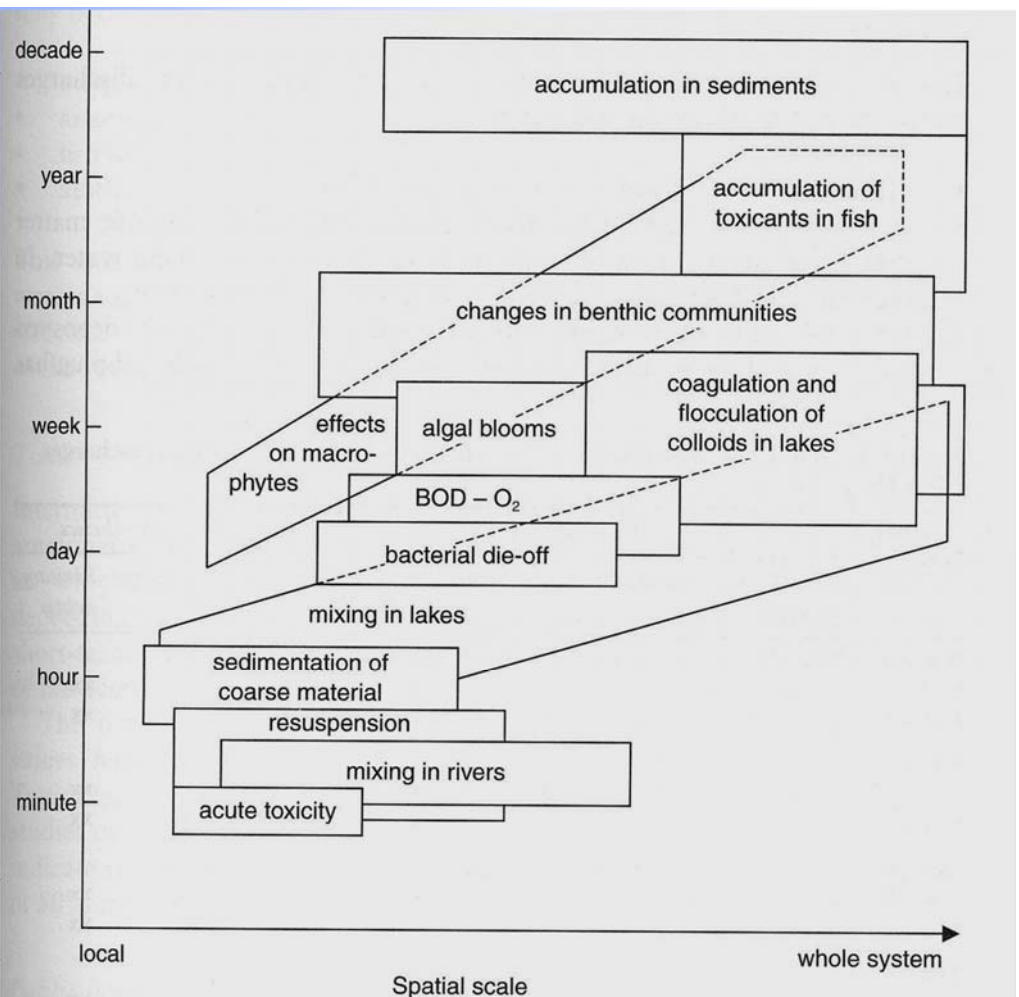 decade
accumulation in sediments
year
accumulation of
toxicants in fish
month
changes in benthic communities
coagulation and
flocculation of
colloids in lakes
week
effects
on macro-
phytes
algal blooms
BOD – O₂
day
bacterial die-off
mixing in lakes
hour
sedimentation of
coarse material
resuspension
mixing in rivers
minute
acute toxicity
local
whole system
Spatial scale